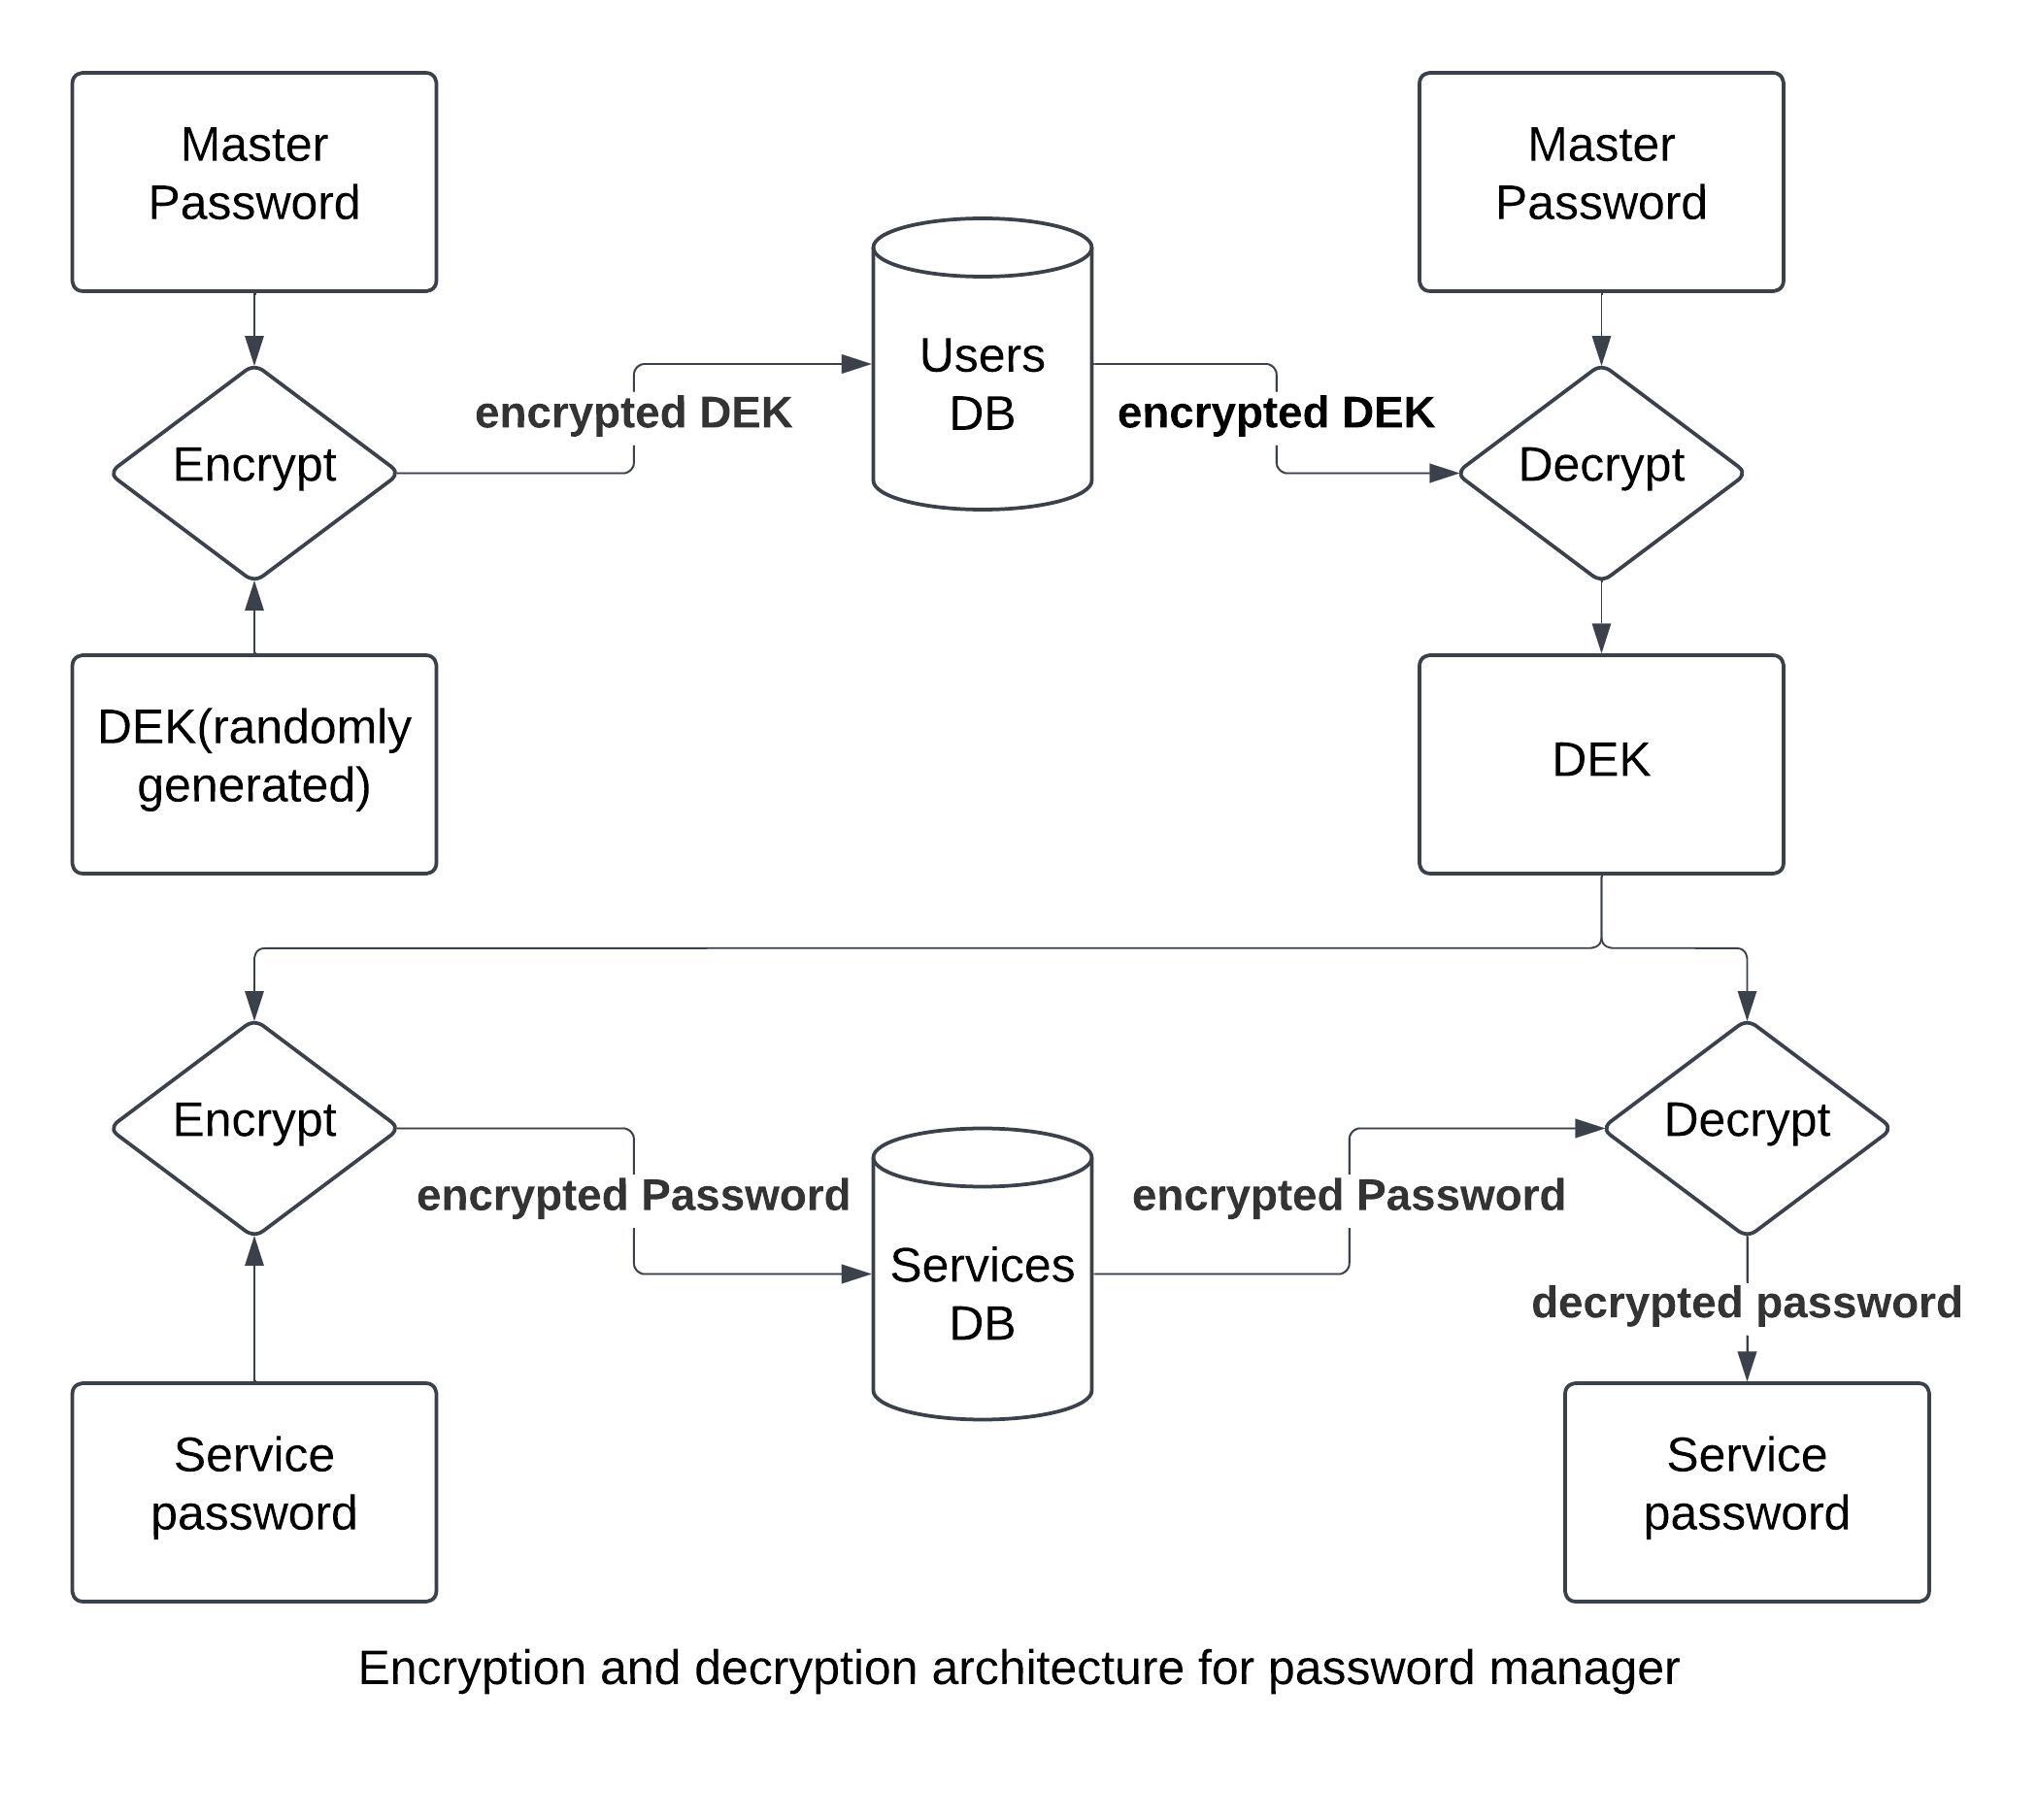 Master
Password
Master
Password
Users
DB
encrypted DEK
encrypted DEK
Encrypt
Decrypt
DEK(randomly
generated)
DEK
Encrypt
Decrypt
encrypted Password
encrypted Password
Services
DB
decrypted password
Service
password
Service
password
Encryption and decryption architecture for password manager